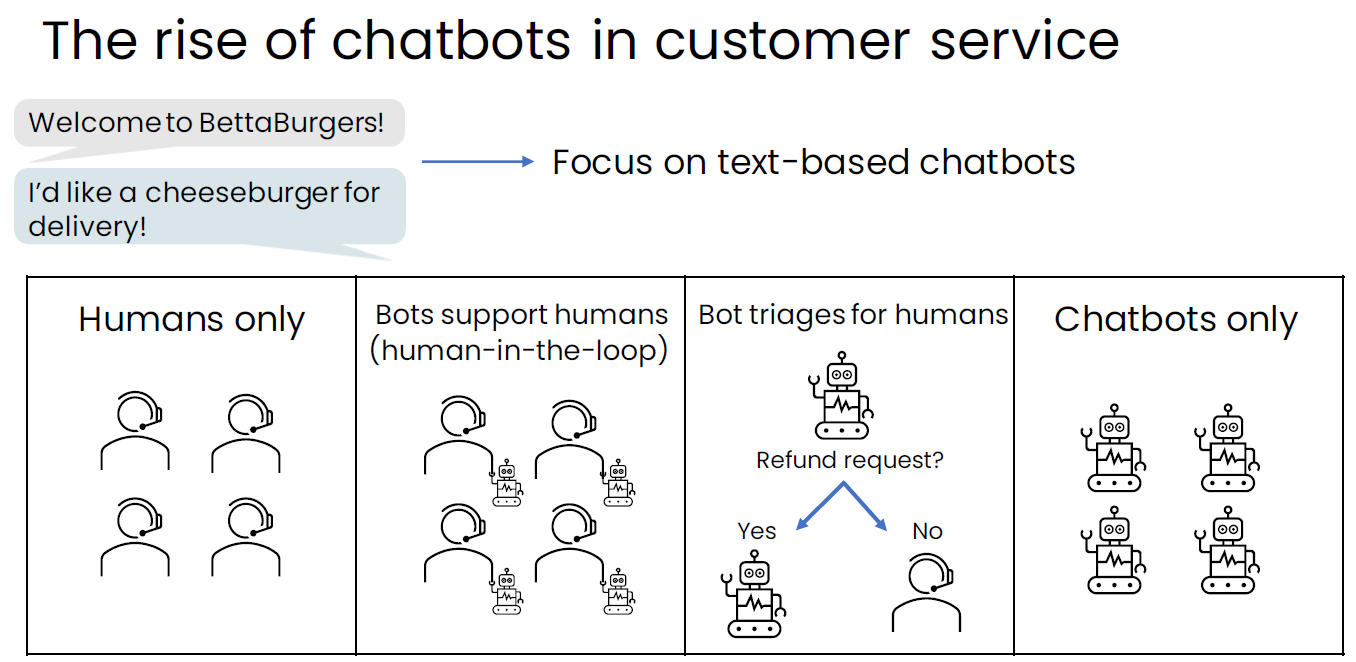 The rise of chatbots in customer service
Welcome to BettaBurgers!
I'd like a cheeseburger for
delivery!
Focus on text-based chatbots
Humans only
Bots support humans
(human-in-the-loop)
Bot triages for humans
Refund request?
Yes
No
Chatbots only